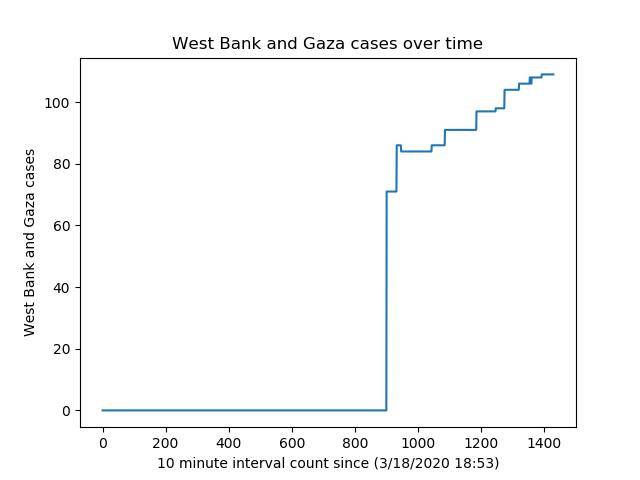 West Bank and Gaza cases over time
West Bank and Gaza cases
100
80
60
40
20
0
0 200 400 600 800 1000 1200 1400
10 minute interval count since (3/18/2020 18:53)